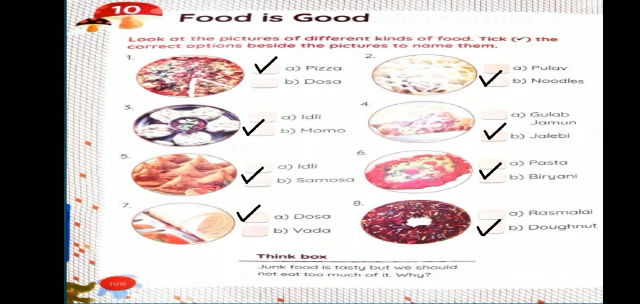 10
Food is Good
Look at the pictures of different kinds of food. Tick (✓) the
correct options beside the pictures to name them.
1.
a) Pizza
b) Dosa
2.
a) Pulav
b) Noodles
3.
a) Idli
b) Momo
4.
a) Gulab
Jamun
b) Jalebi
5.
a) Idli
b) Samosa
6.
a) Pasta
b) Biryani
7.
a) Dosa
b) Vada
8.
a) Rasmalai
b) Doughnut
Think box
Junk food is tasty but we should
not eat too much of it. Why?